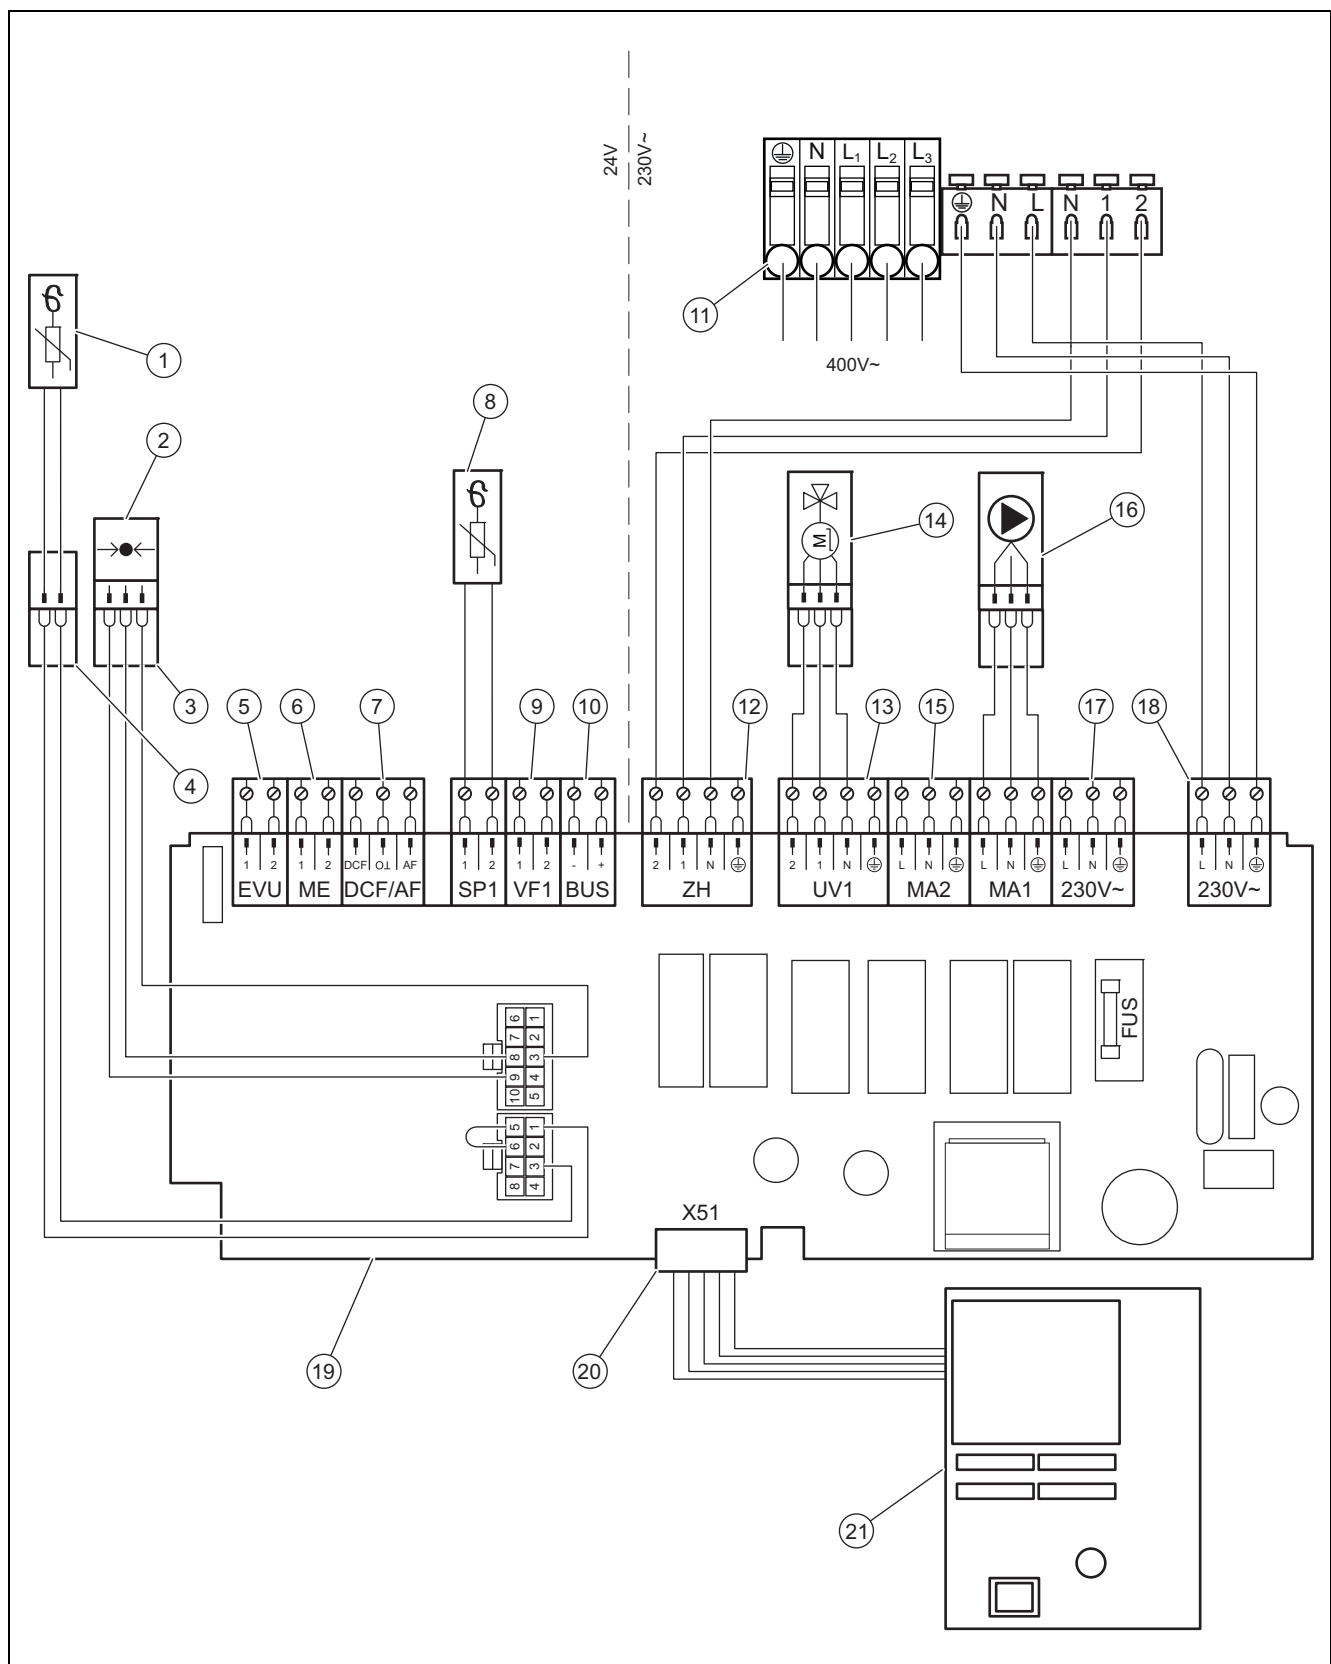 24V
230V~
N L₁ L₂ L₃
N L N 1 2
11
400V~
1
2
8
14
16
3
5 6 7 9 10 12 13 15 17 18
4
1 2 1 2 DCF O⊥ AF 1 2 1 2 - + 2 1 N 2 1 N L N L N L N L N
EVU ME DCF/AF SP1 VF1 BUS ZH UV1 MA2 MA1 230V~ 230V~
6 1
7 2
8 3
9 4
10 5
FUS
5 1
6 2
7 3
8 4
X51
M
19
20
21